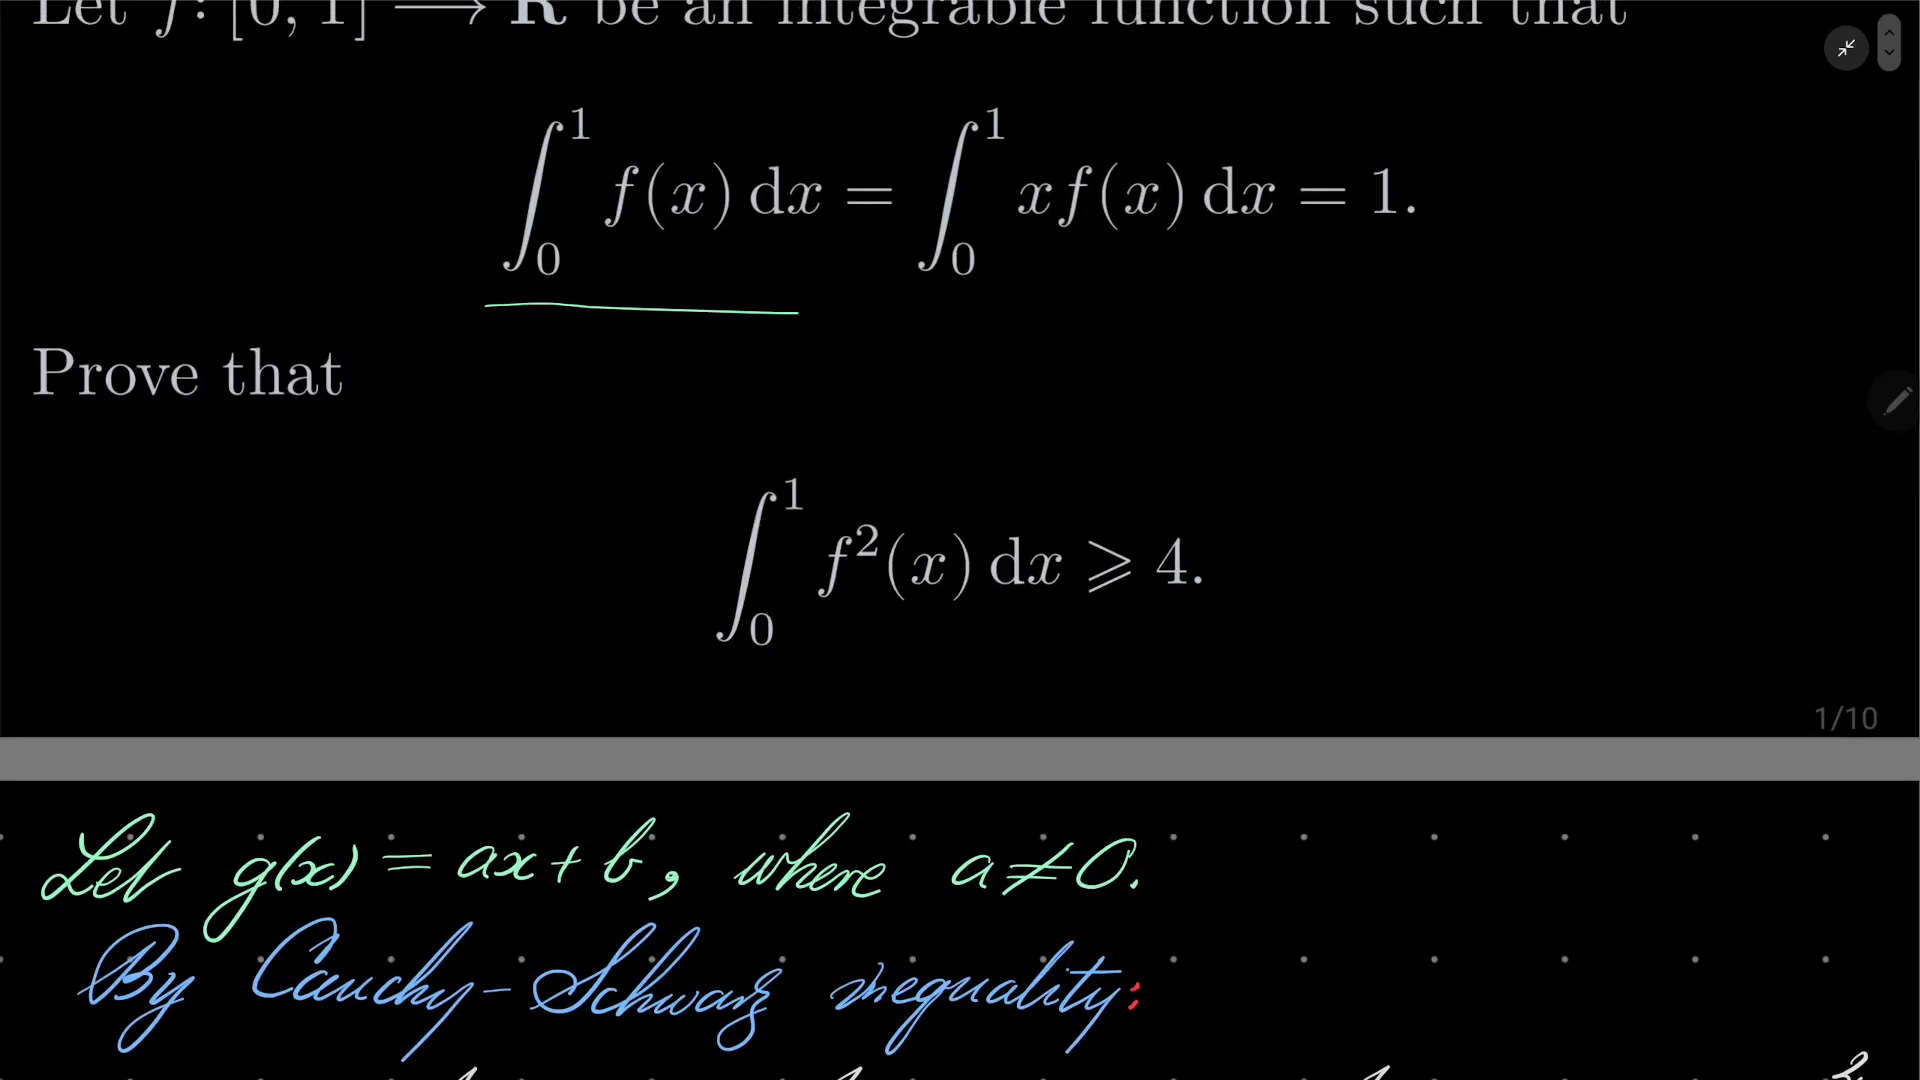 Let f: [0, 1] ⟶ R be an integrable function such that
∫₀¹ f(x) dx = ∫₀¹ xf(x) dx = 1.
Prove that
∫₀¹ f²(x) dx ⩾ 4.
1/10
Let g(x) = ax + b, where a ≠ 0.
By Cauchy-Schwarz inequality: